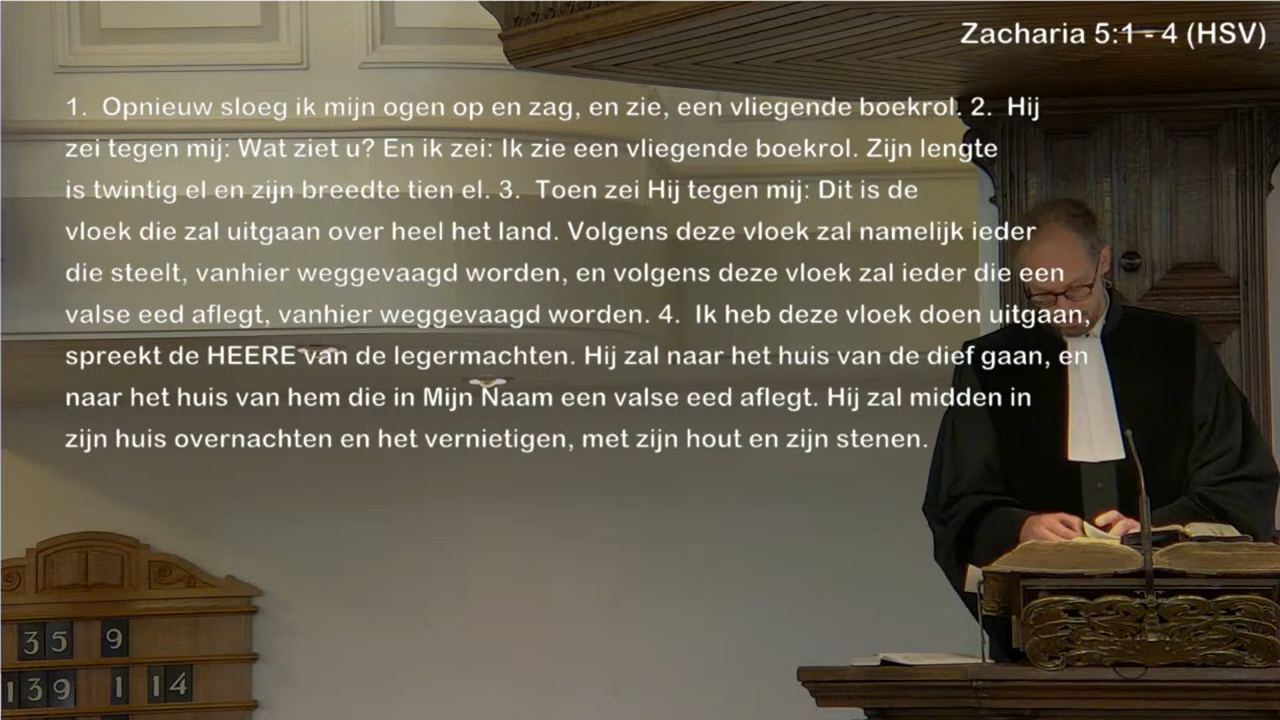 Zacharia 5:1 - 4 (HSV)
1. Opnieuw sloeg ik mijn ogen op en zag, en zie, een vliegende boekrol. 2. Hij
zei tegen mij: Wat ziet u? En ik zei: Ik zie een vliegende boekrol. Zijn lengte
is twintig el en zijn breedte tien el. 3. Toen zei Hij tegen mij: Dit is de
vloek die zal uitgaan over heel het land. Volgens deze vloek zal namelijk ieder
die steelt, vanhier weggevaagd worden, en volgens deze vloek zal ieder die een
valse eed aflegt, vanhier weggevaagd worden. 4. Ik heb deze vloek doen uitgaan,
spreekt de HEERE van de legermachten. Hij zal naar het huis van de dief gaan, en
naar het huis van hem die in Mijn Naam een valse eed aflegt. Hij zal midden in
zijn huis overnachten en het vernietigen, met zijn hout en zijn stenen.
35 9
139 1 14